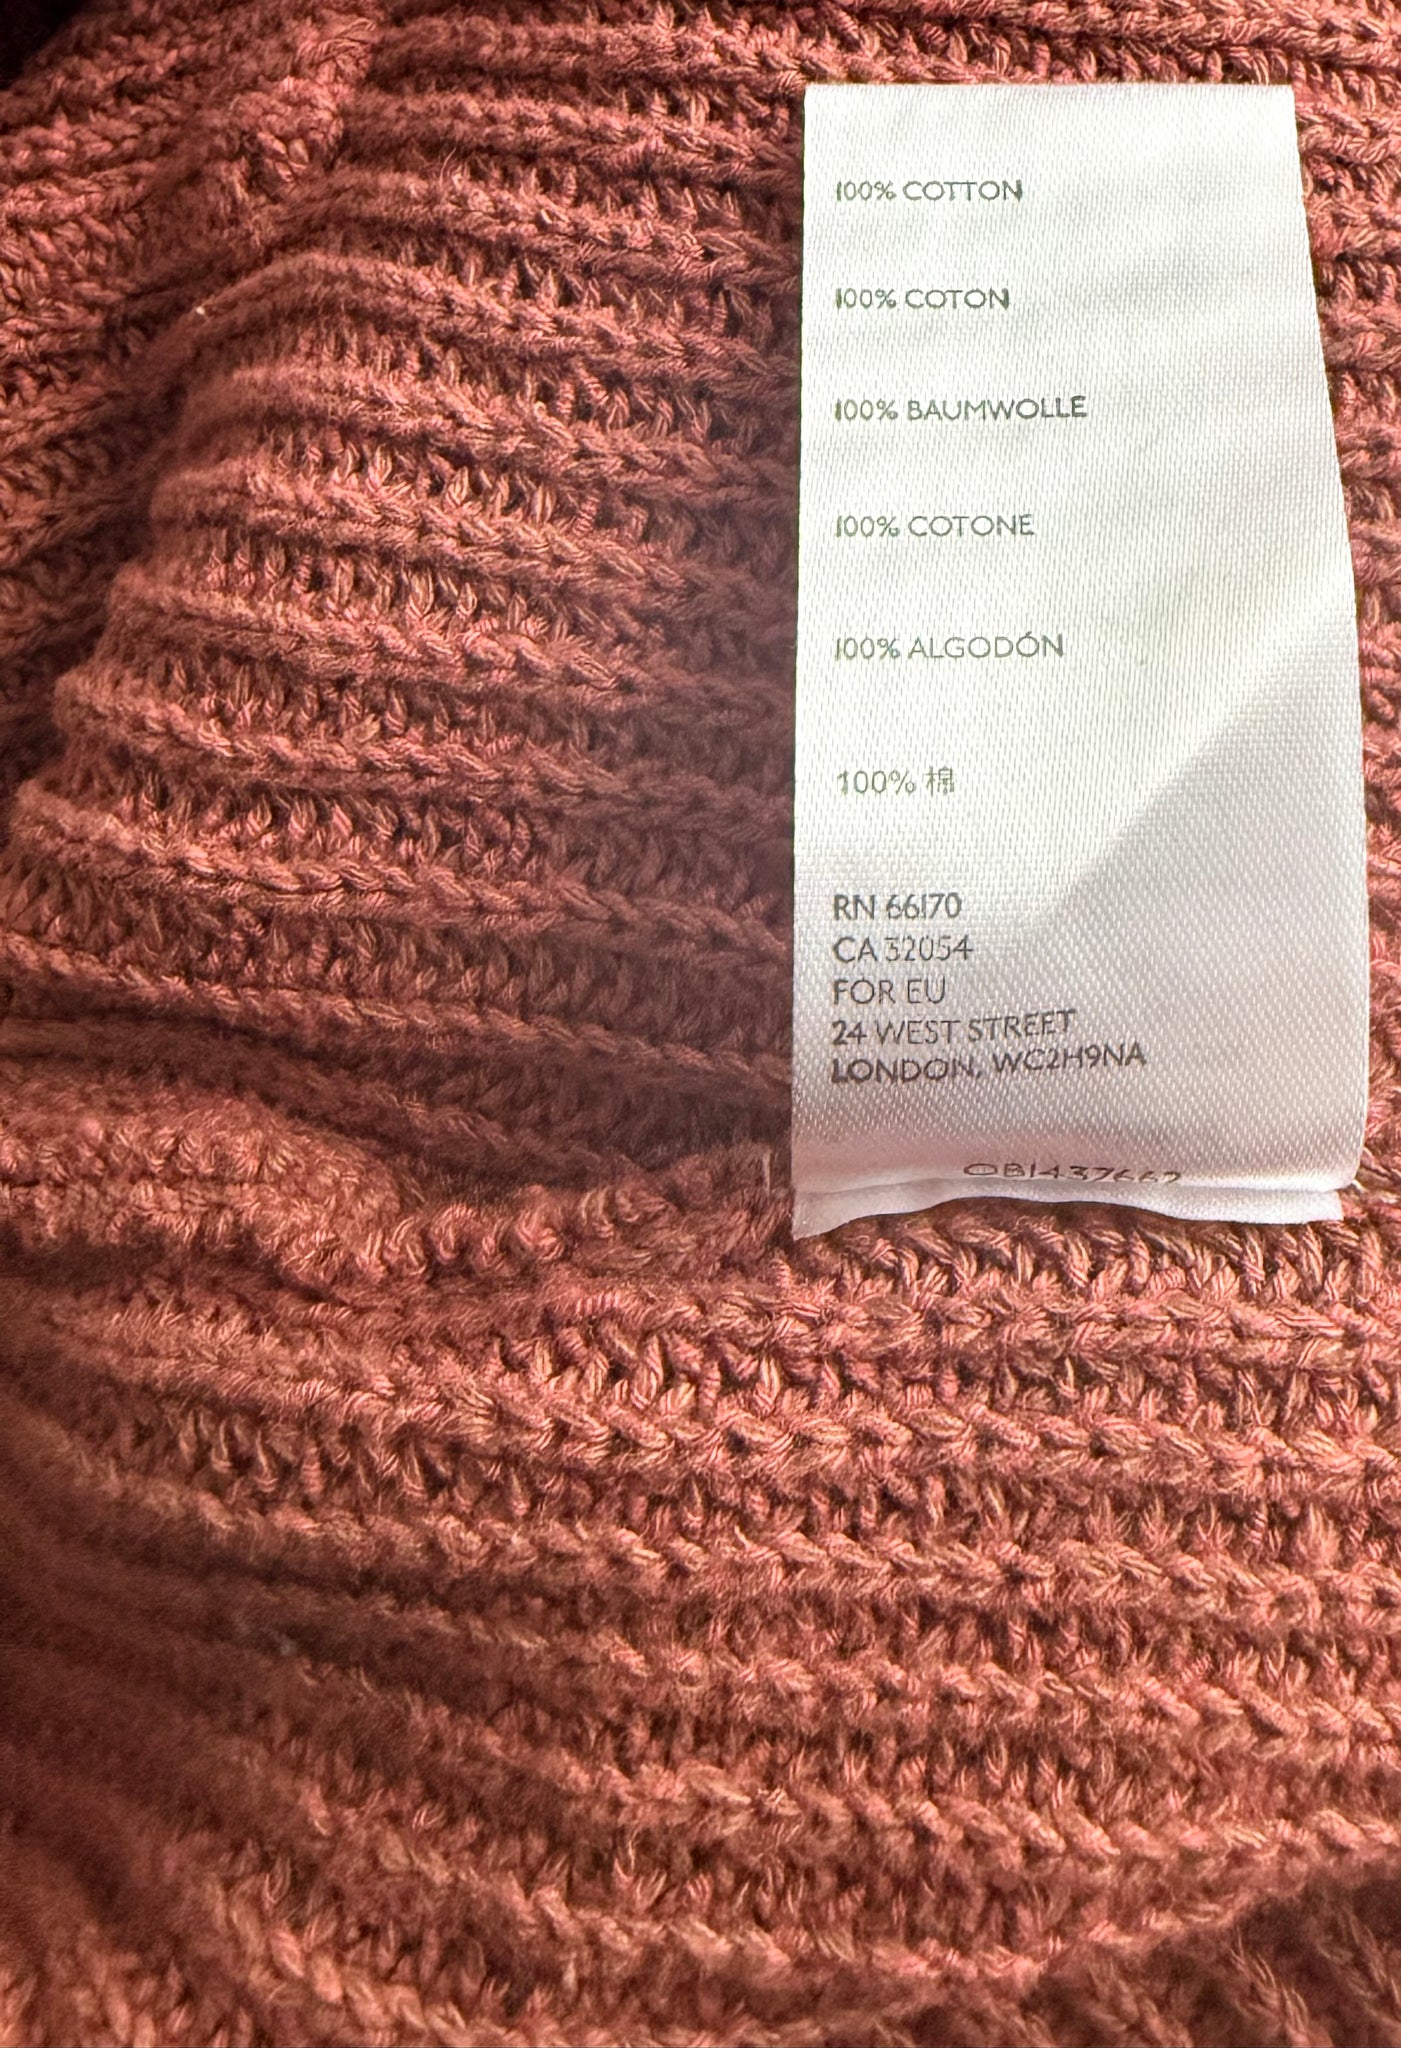 100% COTTON
100% COTON
100% BAUMWOLLE
100% COTONE
100% ALGODÓN
100% 棉
RN 66170
CA 32054
FOR EU
24 WEST STREET
LONDON, WC2H9NA
OB1437662